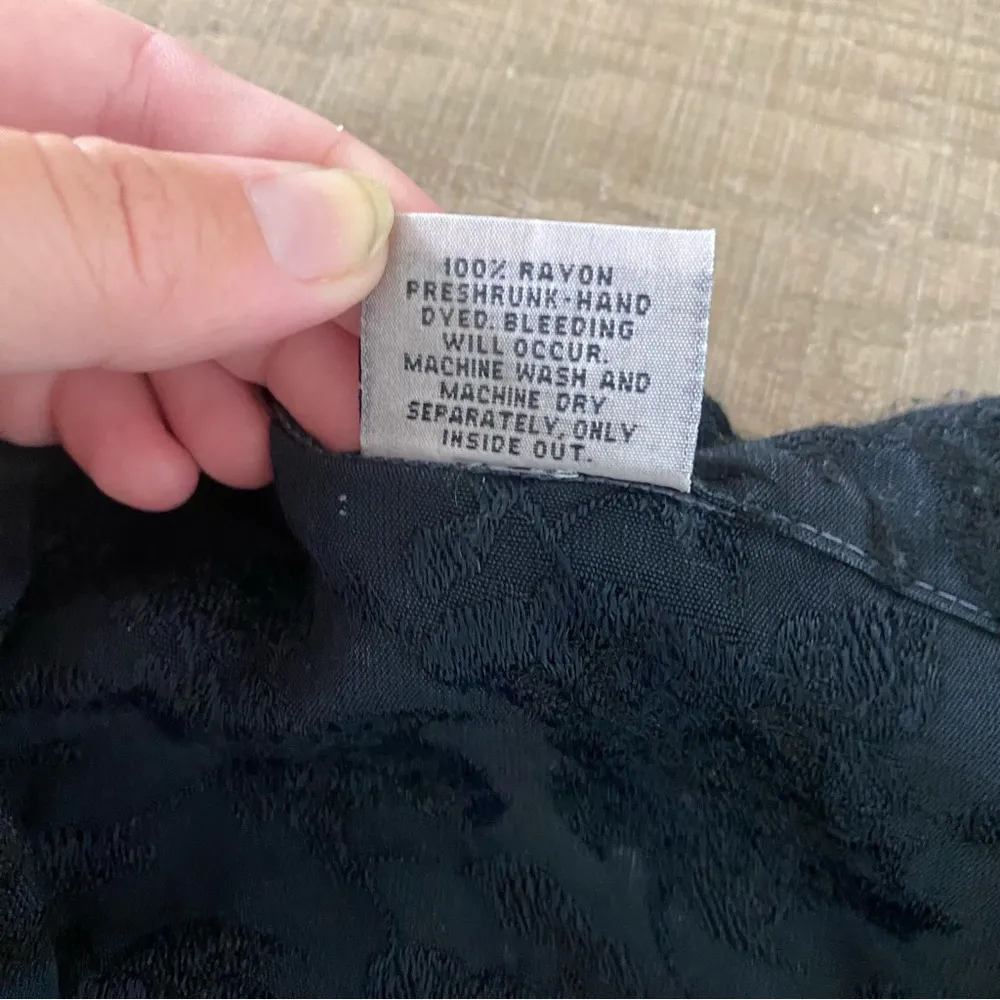 100% RAYON
PRESHRUNK-HAND
DYED. BLEEDING
WILL OCCUR.
MACHINE WASH AND
MACHINE DRY
SEPARATELY, ONLY
INSIDE OUT.